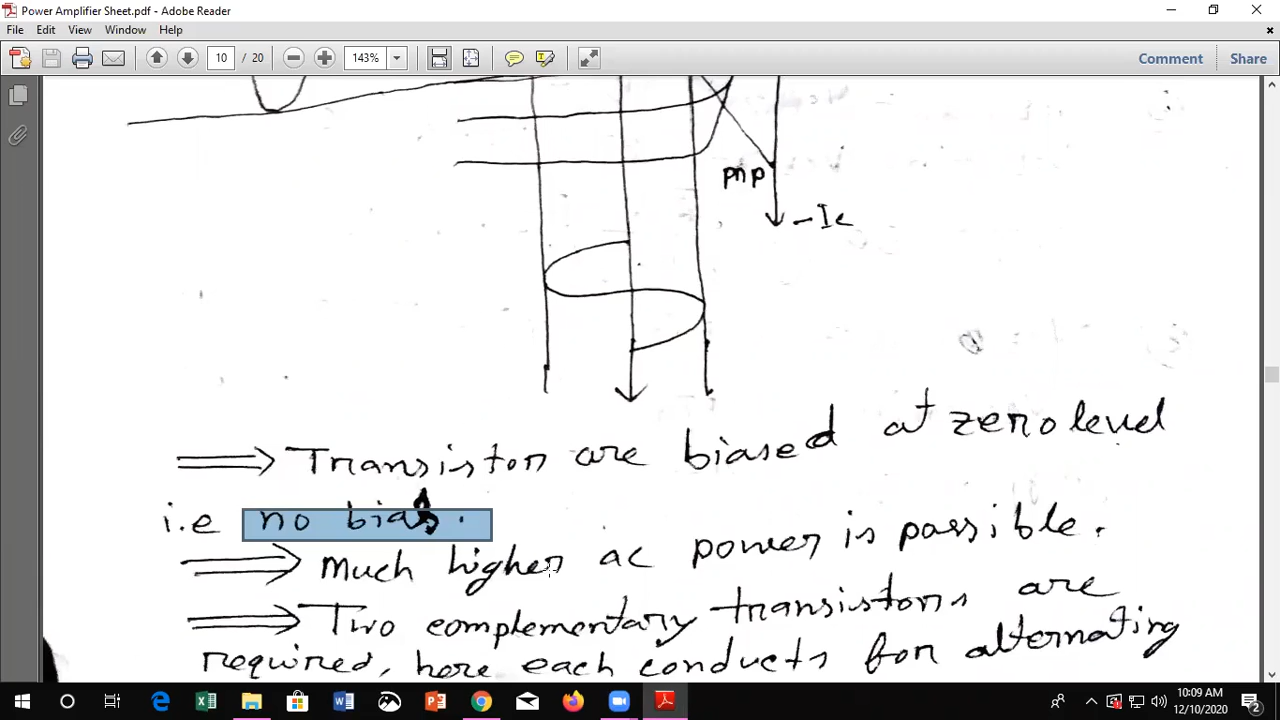 Power Amplifier Sheet.pdf - Adobe Reader
File Edit View Window Help
10 / 20 143% Comment Share
pnp
-Ic
⟹ Transistor are biased at zero level
i.e no bias.
⟹ Much higher ac power is possible.
⟹ Two complementary transistors are
required, here each conducts for alternating
10:09 AM
12/10/2020
2